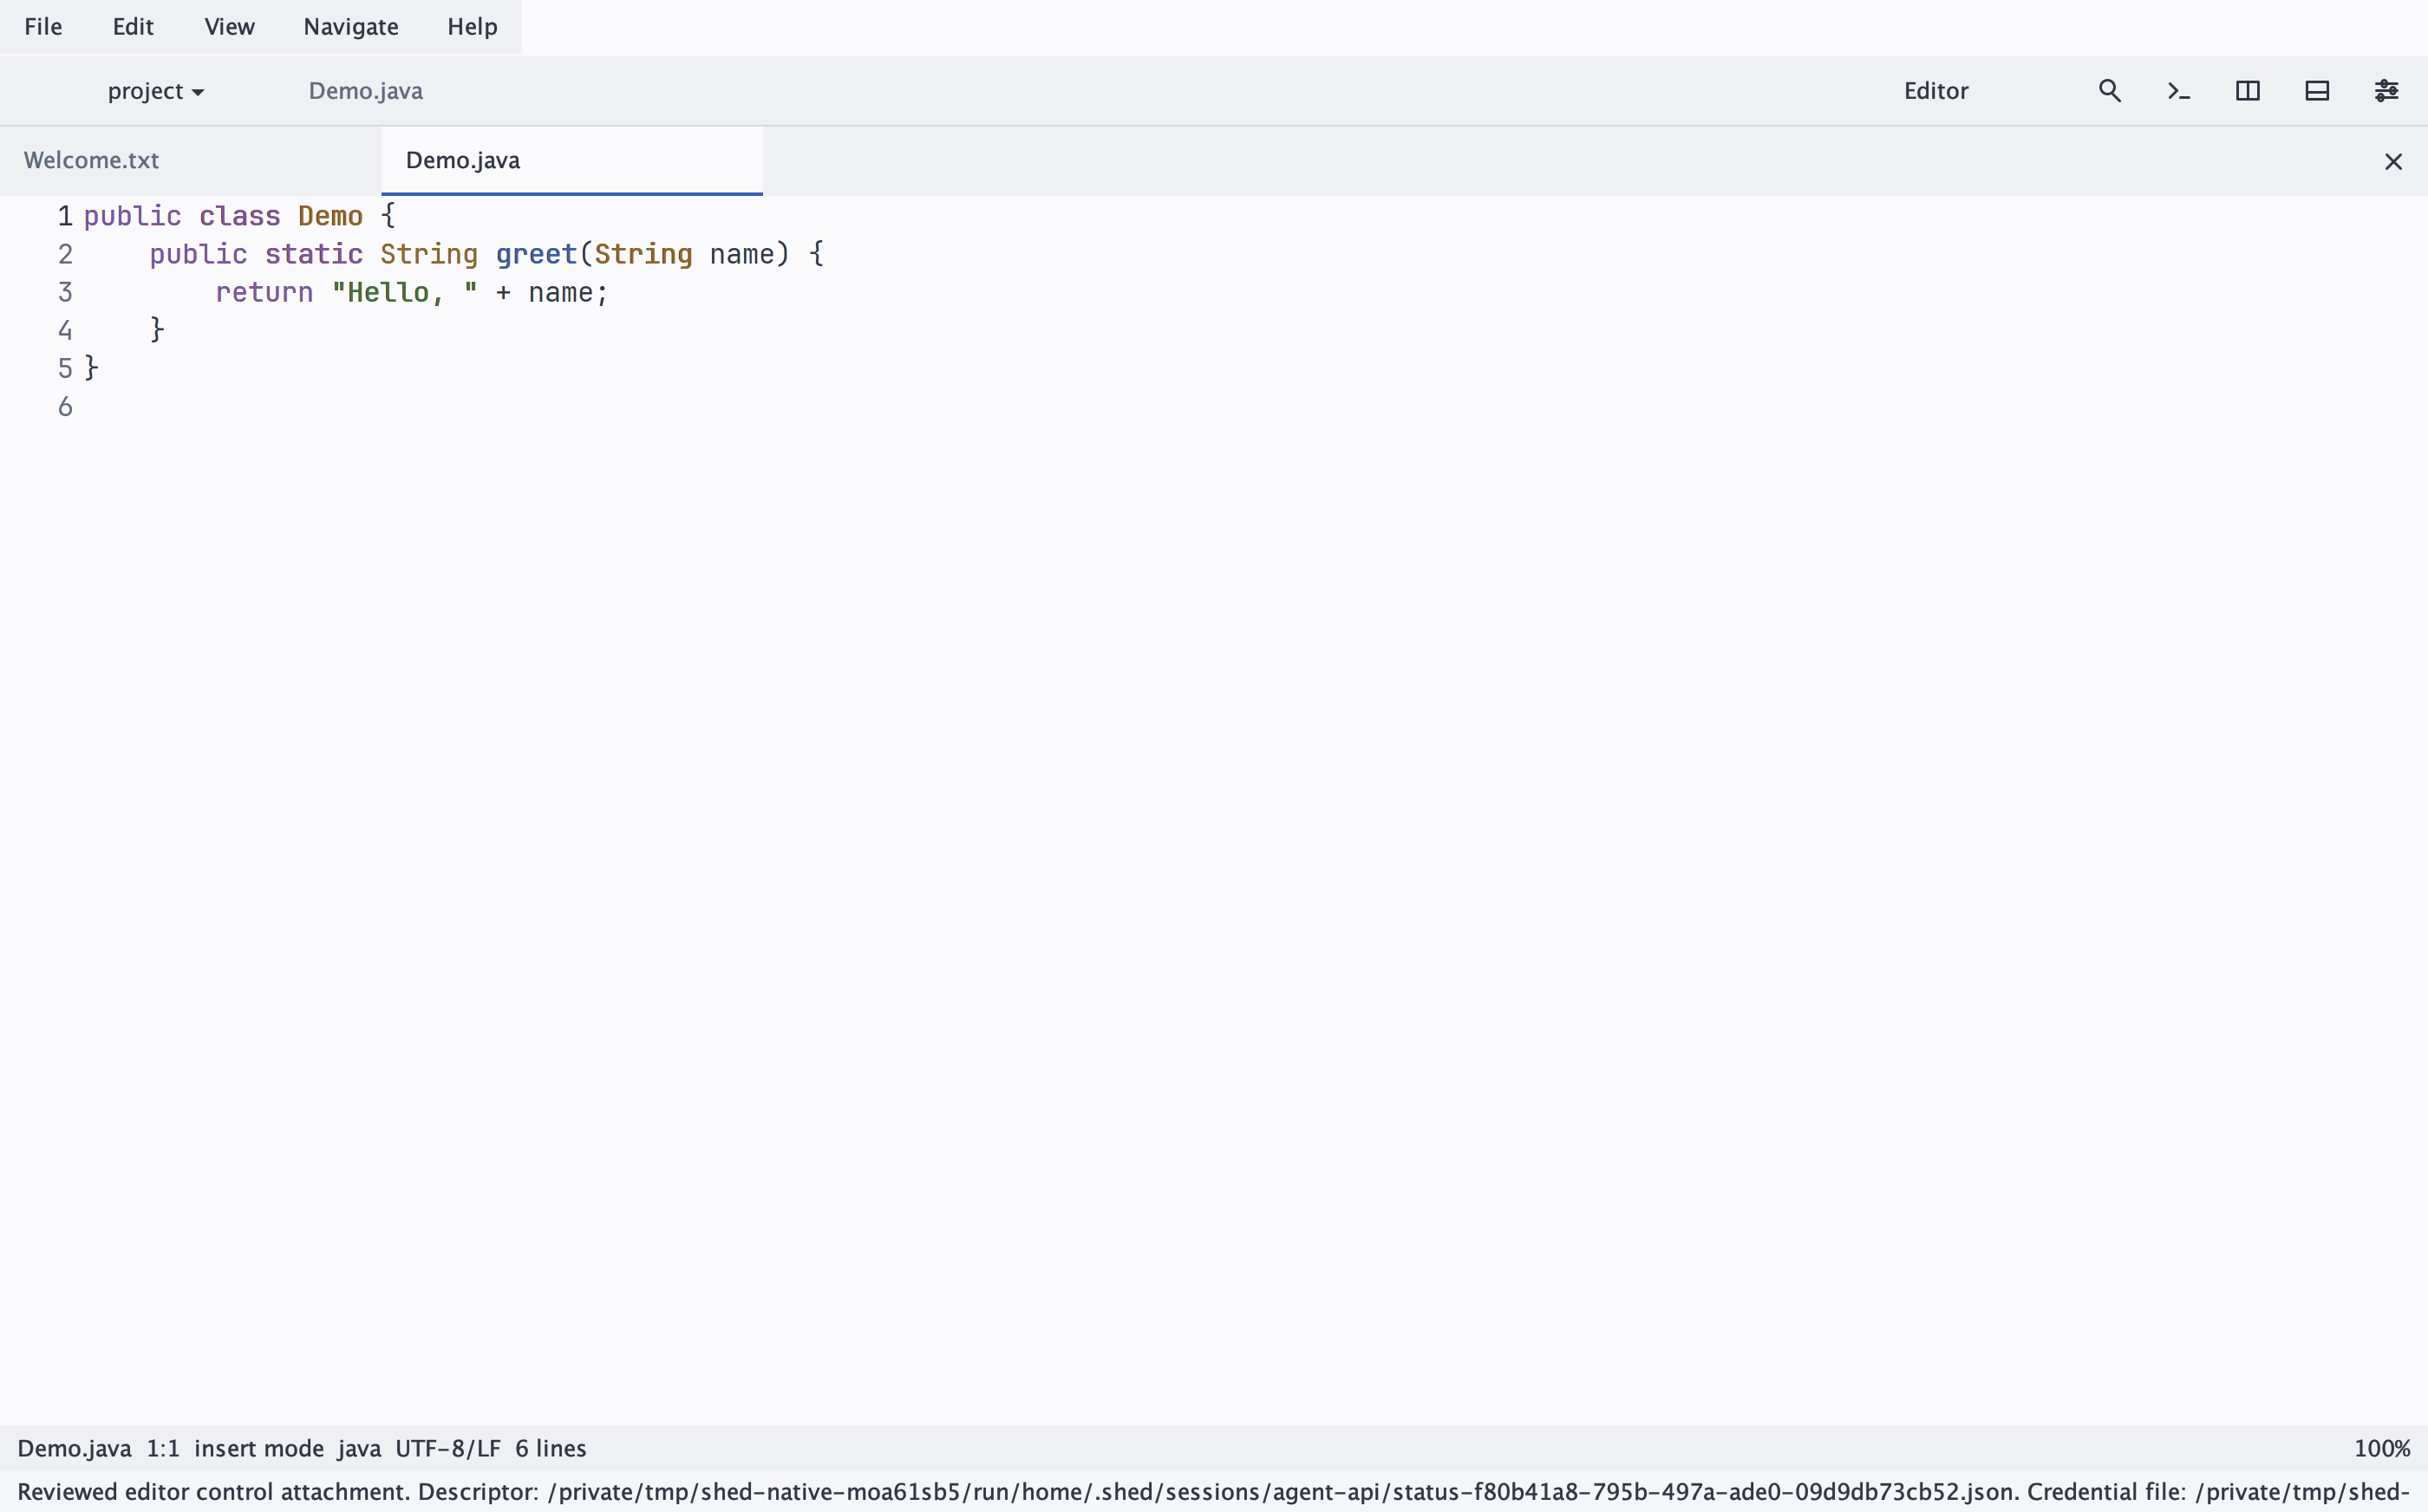 File Edit View Navigate Help
project Demo.java Editor
Welcome.txt Demo.java
1 public class Demo {
2     public static String greet(String name) {
3         return "Hello, " + name;
4     }
5 }
6
Demo.java 1:1 insert mode java UTF-8/LF 6 lines 100%
Reviewed editor control attachment. Descriptor: /private/tmp/shed-native-moa61sb5/run/home/.shed/sessions/agent-api/status-f80b41a8-795b-497a-ade0-09d9db73cb52.json. Credential file: /private/tmp/shed-